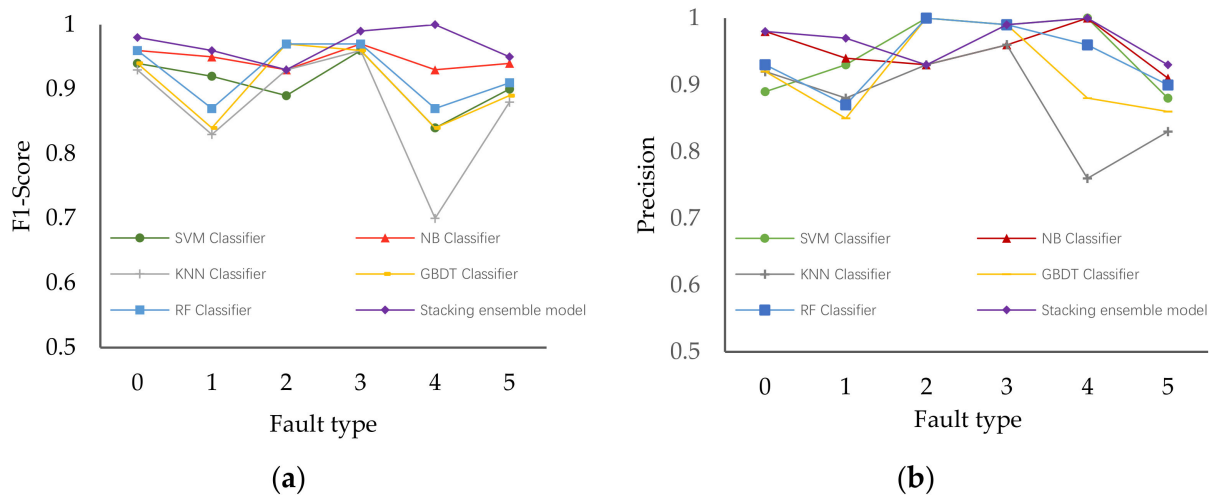 1
0.9
0.8
0.7
0.6
0.5
F1-Score
SVM Classifier
NB Classifier
KNN Classifier
GBDT Classifier
RF Classifier
Stacking ensemble model
0 1 2 3 4 5
Fault type
(a)
1
0.9
0.8
0.7
0.6
0.5
Precision
SVM Classifier
NB Classifier
KNN Classifier
GBDT Classifier
RF Classifier
Stacking ensemble model
0 1 2 3 4 5
Fault type
(b)